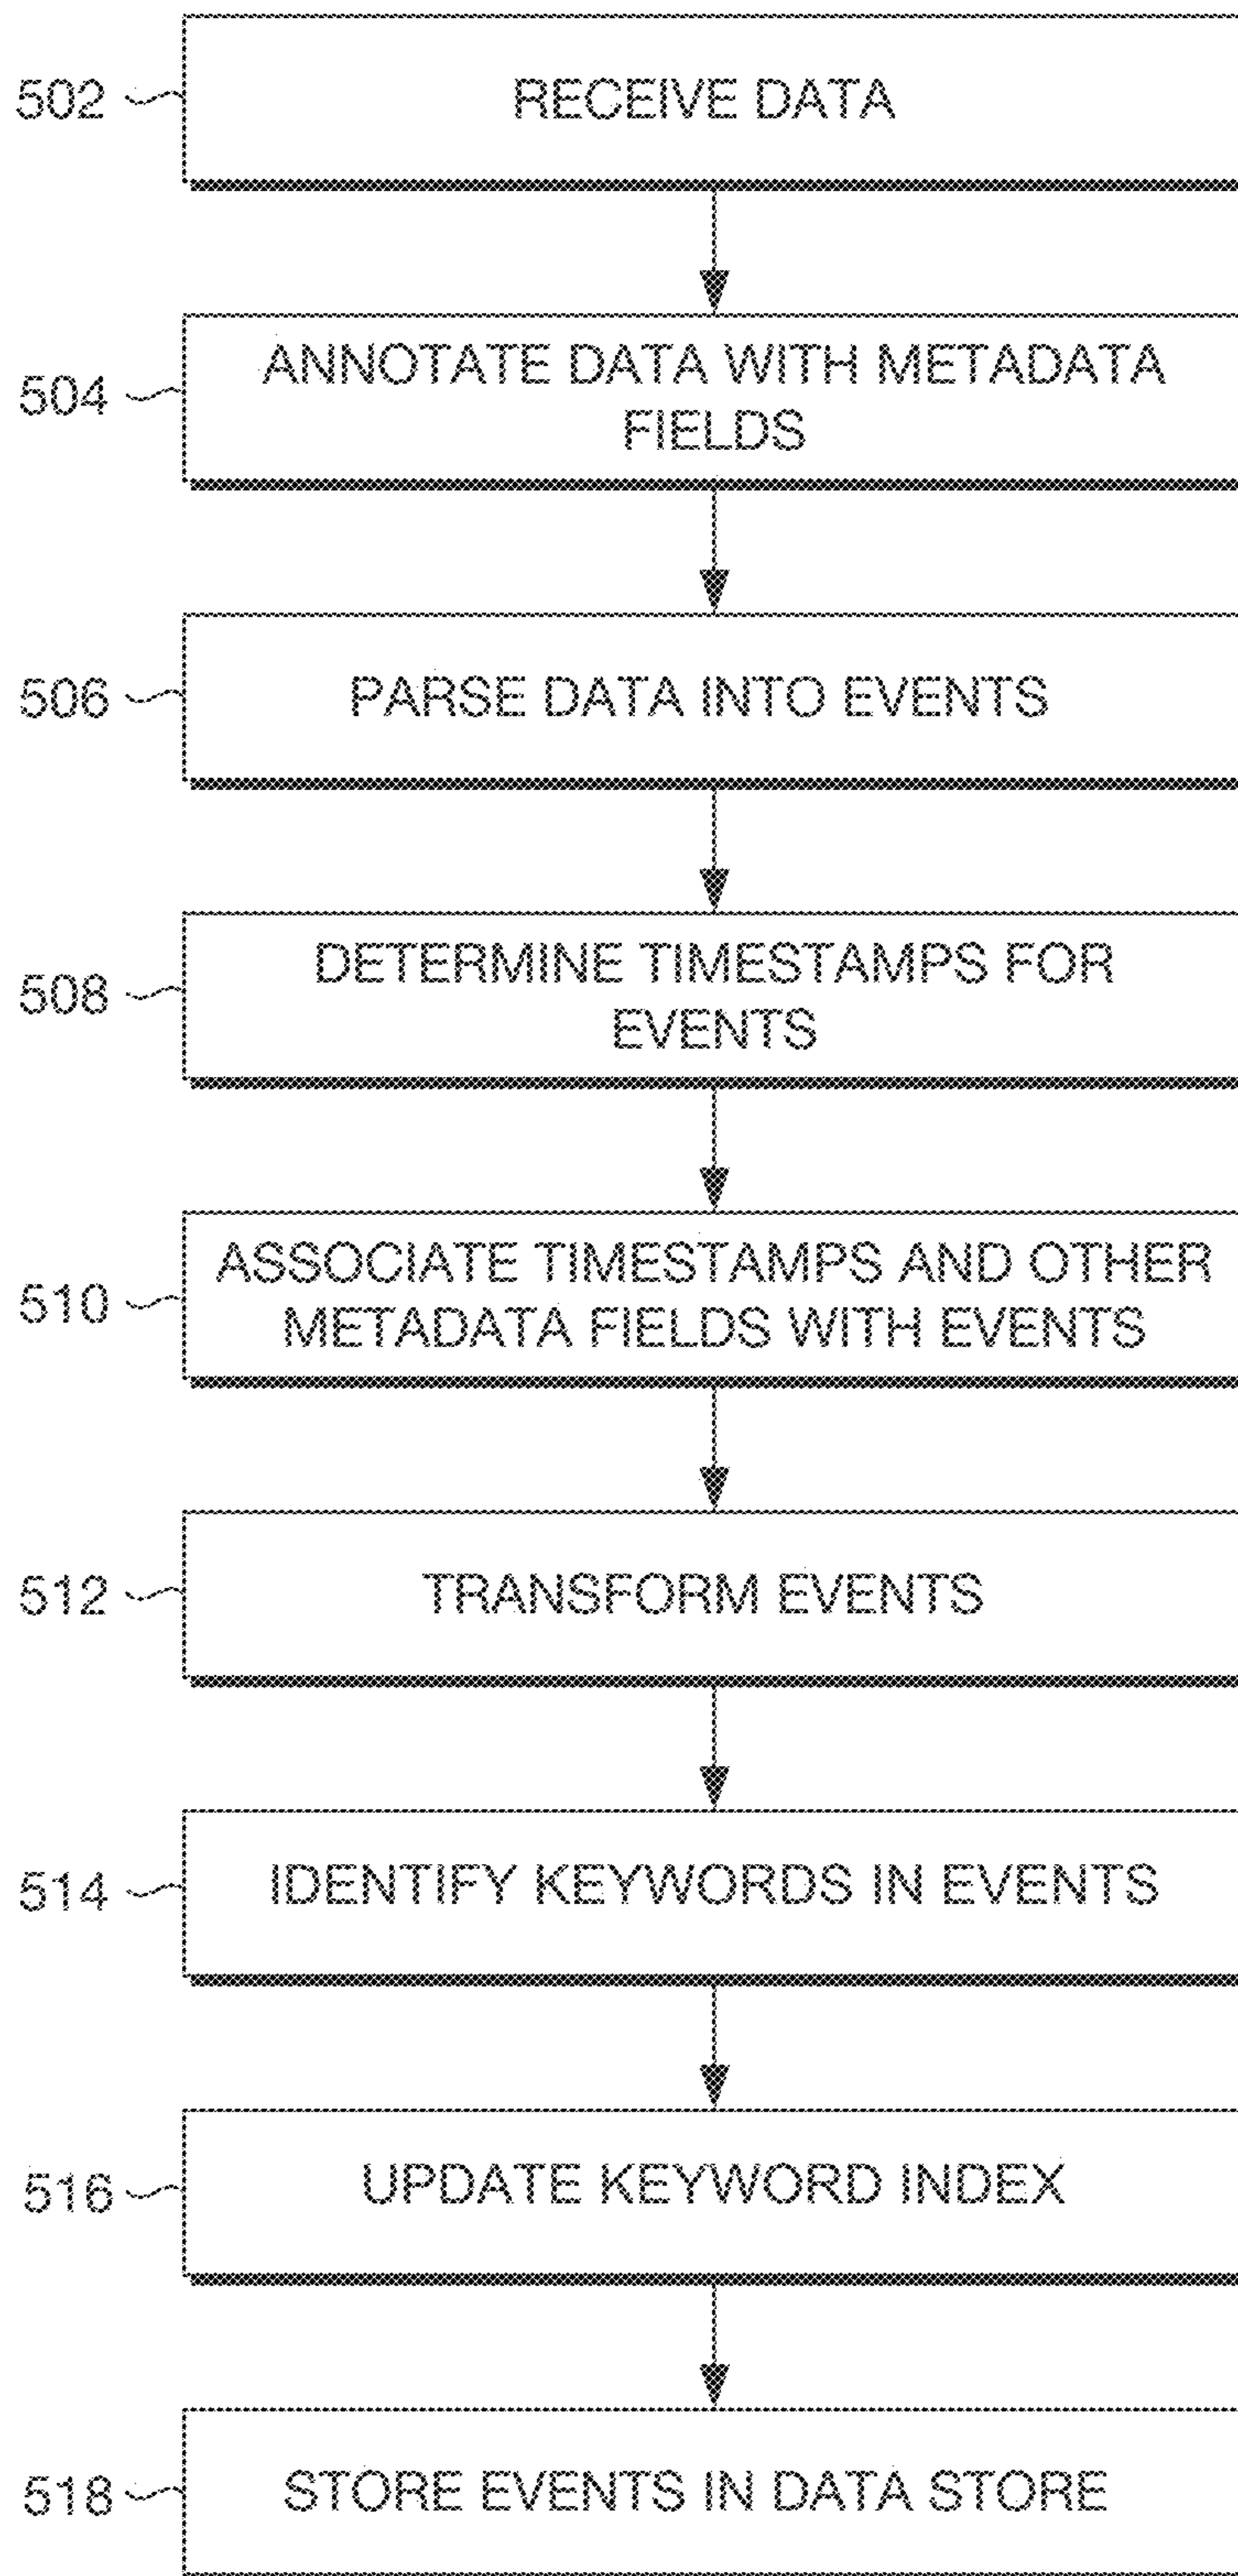 502
RECEIVE DATA
504
ANNOTATE DATA WITH METADATA
FIELDS
506
PARSE DATA INTO EVENTS
508
DETERMINE TIMESTAMPS FOR
EVENTS
510
ASSOCIATE TIMESTAMPS AND OTHER
METADATA FIELDS WITH EVENTS
512
TRANSFORM EVENTS
514
IDENTIFY KEYWORDS IN EVENTS
516
UPDATE KEYWORD INDEX
518
STORE EVENTS IN DATA STORE